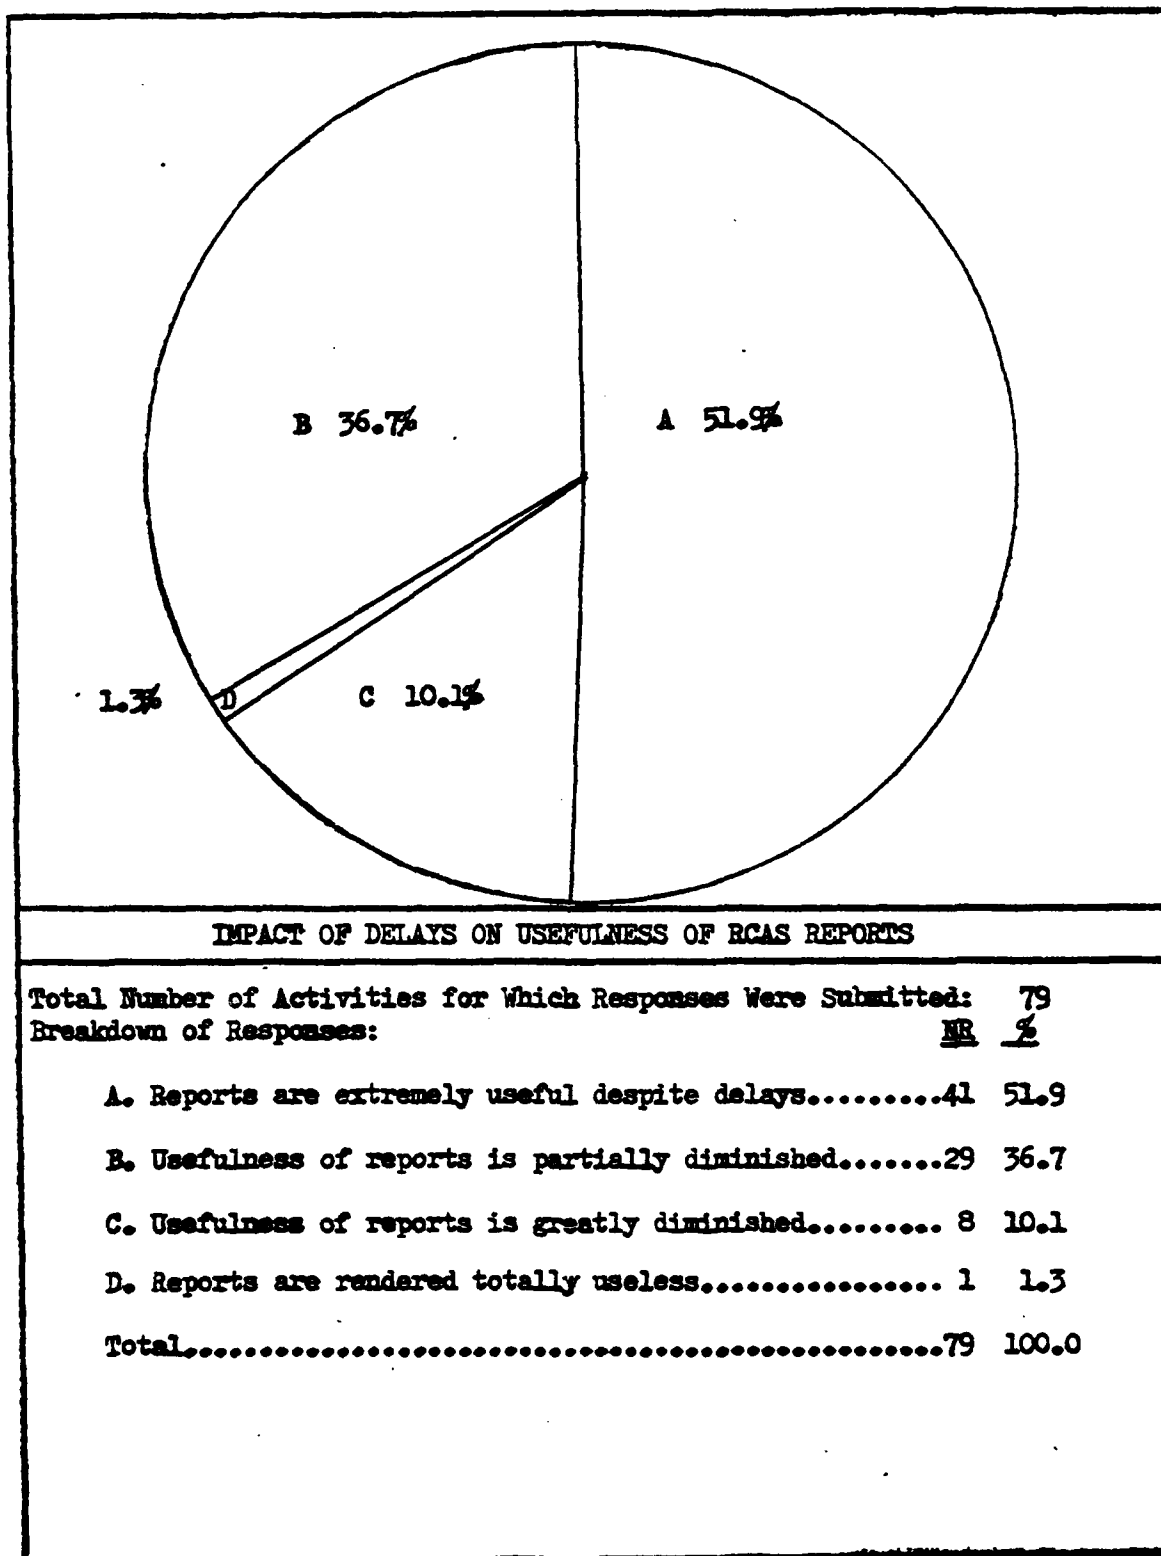 B 36.7%
A 51.9%
1.3%
D
C 10.1%
IMPACT OF DELAYS ON USEFULNESS OF RCAS REPORTS
Total Number of Activities for Which Responses Were Submitted: 79
Breakdown of Responses: NR %
A. Reports are extremely useful despite delays.........41 51.9
B. Usefulness of reports is partially diminished.......29 36.7
C. Usefulness of reports is greatly diminished......... 8 10.1
D. Reports are rendered totally useless................ 1 1.3
Total..................................................79 100.0